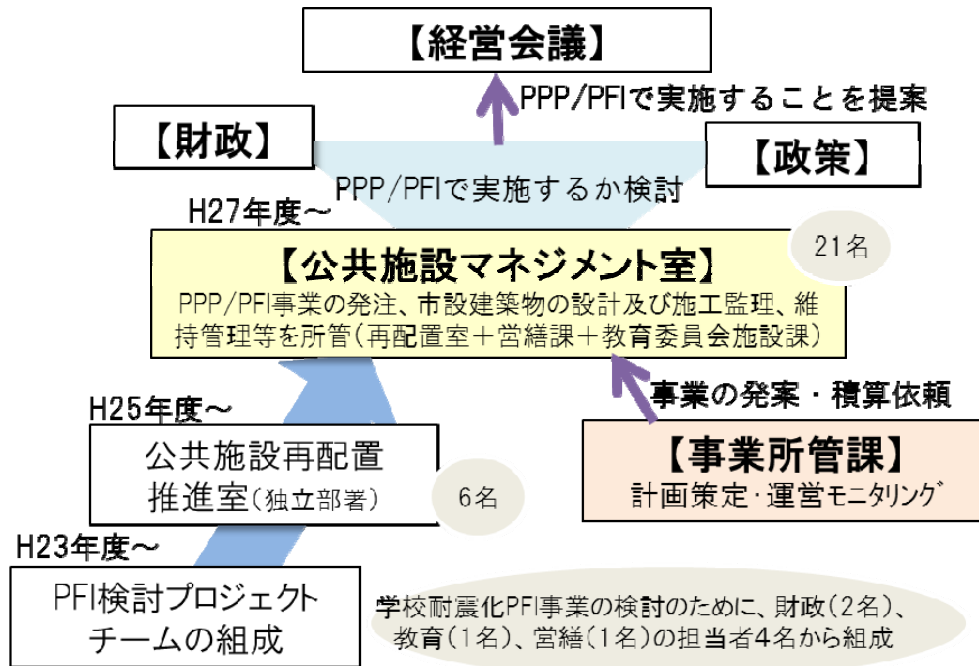 【経営会議】
PPP/PFIで実施することを提案
【財政】
【政策】
PPP/PFIで実施するか検討
H27年度～
21名
【公共施設マネジメント室】
PPP/PFI事業の発注、市設建築物の設計及び施工監理、維
持管理等を所管(再配置室＋営繕課＋教育委員会施設課)
事業の発案・積算依頼
H25年度～
公共施設再配置
推進室(独立部署)
6名
【事業所管課】
計画策定･運営モニタリング
H23年度～
PFI検討プロジェクト
チームの組成
学校耐震化PFI事業の検討のために、財政(2名)、
教育(1名)、営繕(1名)の担当者4名から組成